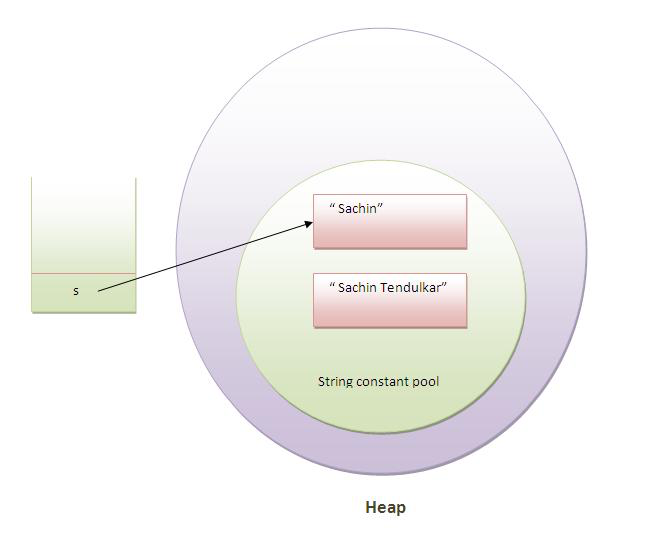 “ Sachin”
s
“ Sachin Tendulkar”
String constant pool
Heap